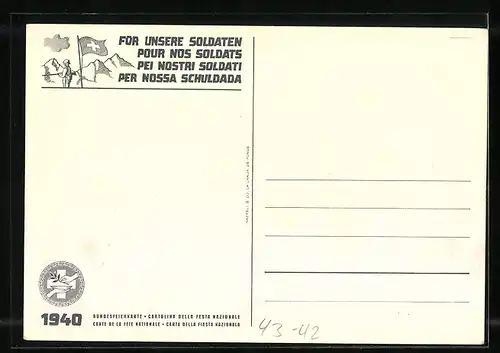 FÜR UNSERE SOLDATEN
POUR NOS SOLDATS
PEI NOSTRI SOLDATI
PER NOSSA SCHULDADA
1940
BUNDESFEIERKARTE • CARTOLINA DELLA FESTA NAZIONALE
CARTE DE LA FÊTE NATIONALE • CARTA DELLA FIASTA NAZIONALA
43-42